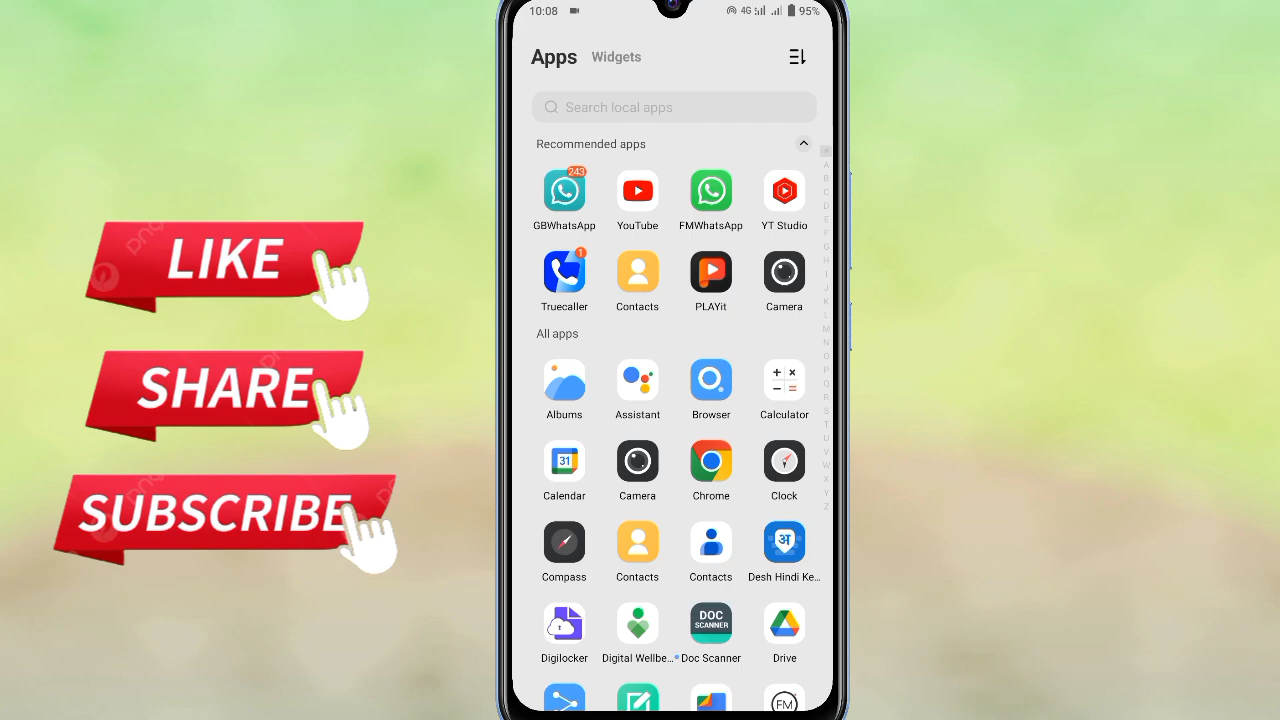 10:08
4G
95%
Apps Widgets
Search local apps
Recommended apps
243
GBWhatsApp YouTube FMWhatsApp YT Studio
1
Truecaller Contacts PLAYit Camera
All apps
Albums Assistant Browser Calculator
31
Calendar Camera Chrome Clock
अ
Compass Contacts Contacts Desh Hindi Ke...
DOC
SCANNER
Digilocker Digital Wellbe... Doc Scanner Drive
FM
#
A
B
C
D
E
F
G
H
I
J
K
L
M
N
O
P
Q
R
S
T
U
V
W
X
Y
Z
LIKE
SHARE
SUBSCRIBE